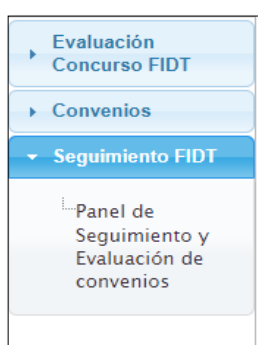 Evaluación
Concurso FIDT
Convenios
Seguimiento FIDT
Panel de
Seguimiento y
Evaluación de
convenios